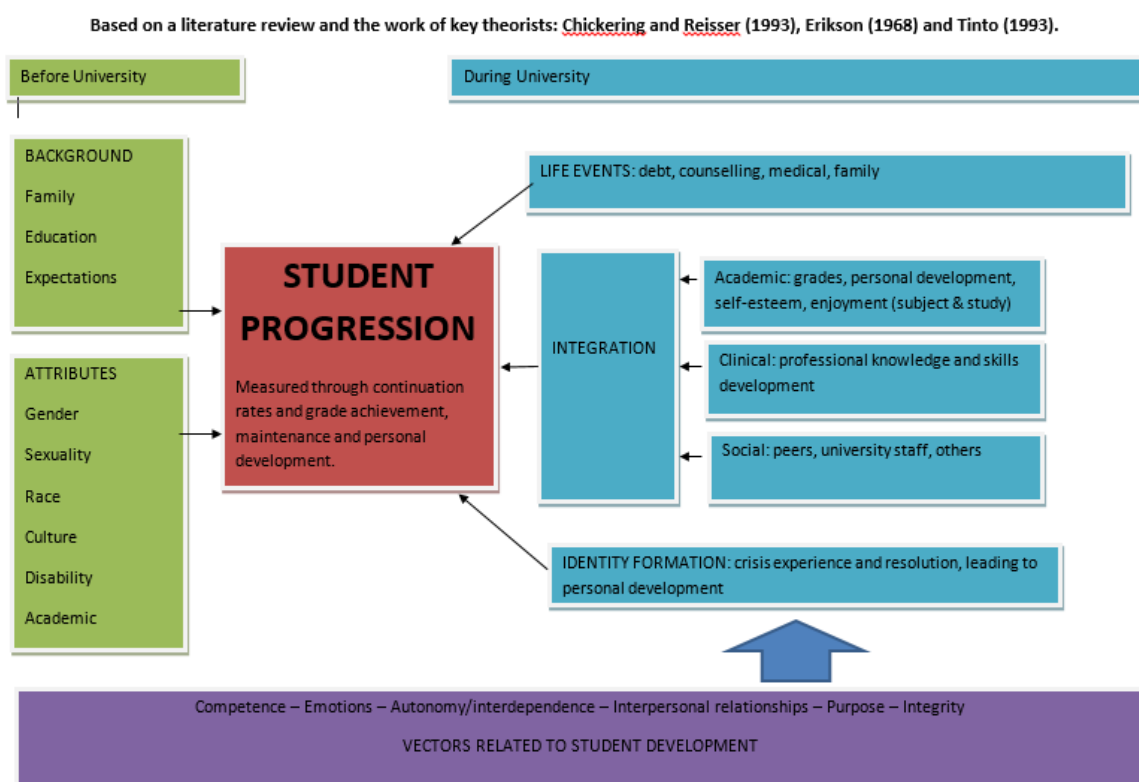 Based on a literature review and the work of key theorists: Chickering and Reisser (1993), Erikson (1968) and Tinto (1993).
Before University
During University
BACKGROUND
Family
Education
Expectations
ATTRIBUTES
Gender
Sexuality
Race
Culture
Disability
Academic
STUDENT
PROGRESSION
Measured through continuation
rates and grade achievement,
maintenance and personal
development.
LIFE EVENTS: debt, counselling, medical, family
INTEGRATION
Academic: grades, personal development,
self-esteem, enjoyment (subject & study)
Clinical: professional knowledge and skills
development
Social: peers, university staff, others
IDENTITY FORMATION: crisis experience and resolution, leading to
personal development
Competence – Emotions – Autonomy/interdependence – Interpersonal relationships – Purpose – Integrity
VECTORS RELATED TO STUDENT DEVELOPMENT